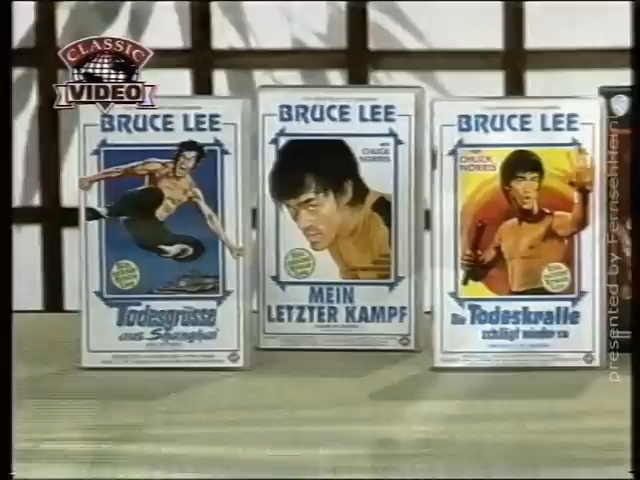 CLASSIC
VIDEO
BRUCE LEE
Todesgrüsse
aus Shanghai
BRUCE LEE
CHUCK
NORRIS
MEIN
LETZTER KAMPF
BRUCE LEE
CHUCK
NORRIS
Die Todeskralle
schlägt wieder zu
presented by FernsehHeini